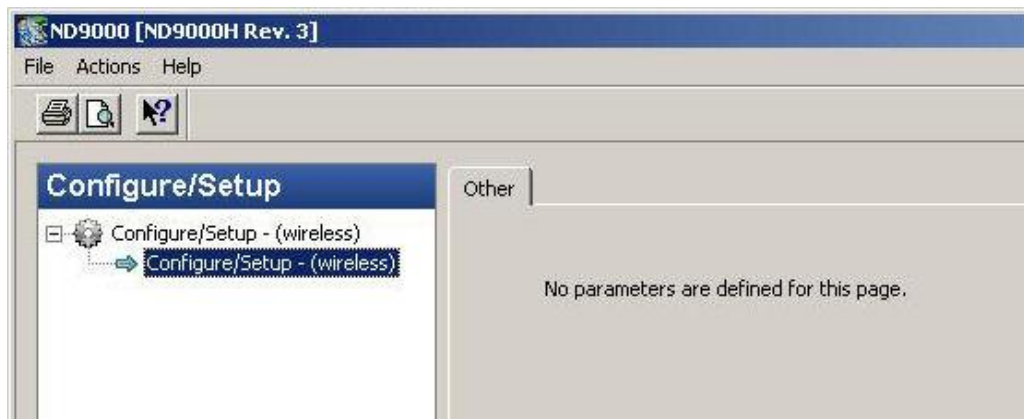 ND9000 [ND9000H Rev. 3]
File Actions Help
Configure/Setup
Other
Configure/Setup - (wireless)
Configure/Setup - (wireless)
No parameters are defined for this page.